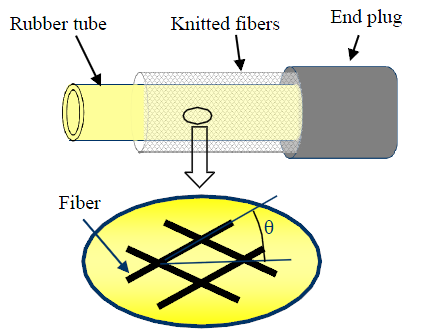 Rubber tube
Knitted fibers
End plug
Fiber
θ